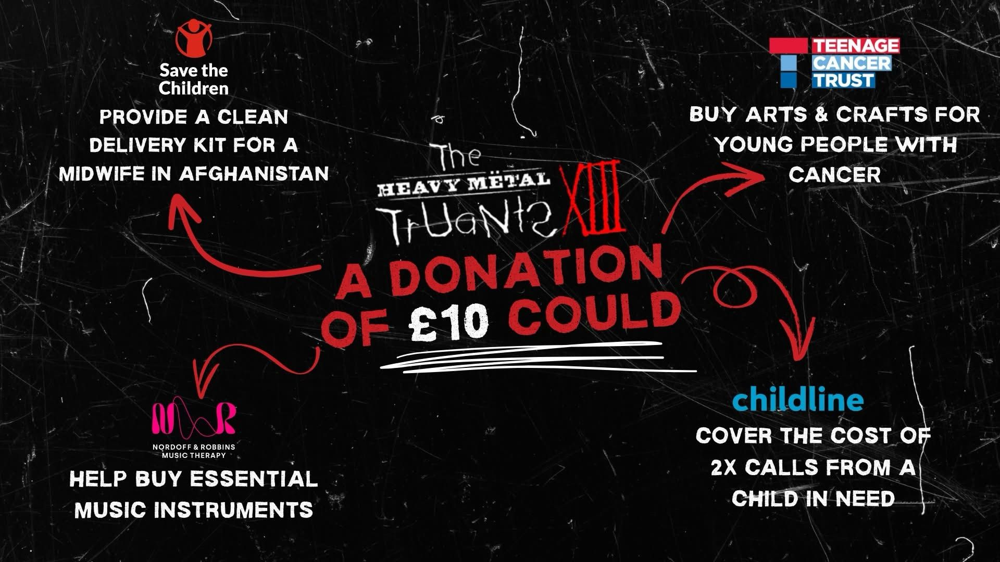 Save the
Children
PROVIDE A CLEAN
DELIVERY KIT FOR A
MIDWIFE IN AFGHANISTAN
TEENAGE
CANCER
TRUST
BUY ARTS & CRAFTS FOR
YOUNG PEOPLE WITH
CANCER
The
HEAVY MËTAL
TrUaNtS XIII
A DONATION
OF £10 COULD
NR
NORDOFF & ROBBINS
MUSIC THERAPY
HELP BUY ESSENTIAL
MUSIC INSTRUMENTS
childline
COVER THE COST OF
2X CALLS FROM A
CHILD IN NEED